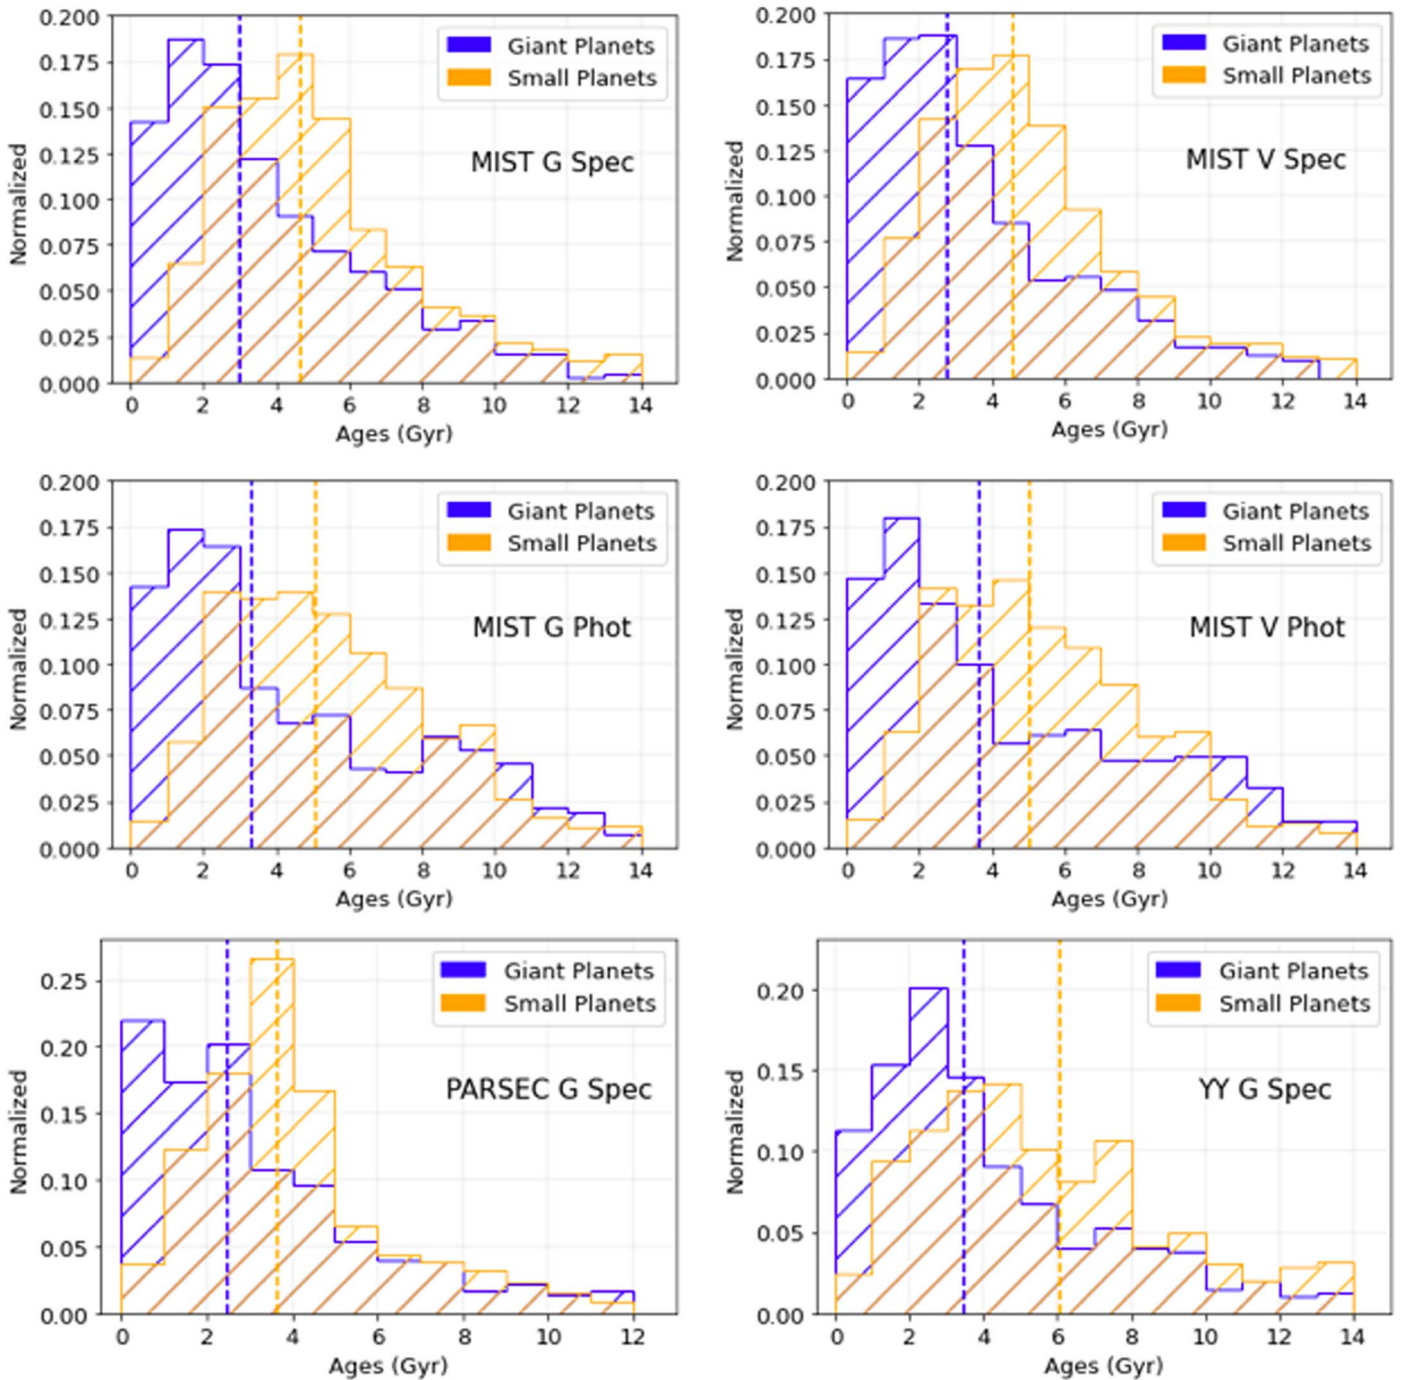 0.200
0.175
0.150
0.125
0.100
0.075
0.050
0.025
0.000
Normalized
Giant Planets
Small Planets
MIST G Spec
0 2 4 6 8 10 12 14
Ages (Gyr)
0.200
0.175
0.150
0.125
0.100
0.075
0.050
0.025
0.000
Normalized
Giant Planets
Small Planets
MIST V Spec
0 2 4 6 8 10 12 14
Ages (Gyr)
0.200
0.175
0.150
0.125
0.100
0.075
0.050
0.025
0.000
Normalized
Giant Planets
Small Planets
MIST G Phot
0 2 4 6 8 10 12 14
Ages (Gyr)
0.200
0.175
0.150
0.125
0.100
0.075
0.050
0.025
0.000
Normalized
Giant Planets
Small Planets
MIST V Phot
0 2 4 6 8 10 12 14
Ages (Gyr)
0.25
0.20
0.15
0.10
0.05
0.00
Normalized
Giant Planets
Small Planets
PARSEC G Spec
0 2 4 6 8 10 12
Ages (Gyr)
0.20
0.15
0.10
0.05
0.00
Normalized
Giant Planets
Small Planets
YY G Spec
0 2 4 6 8 10 12 14
Ages (Gyr)